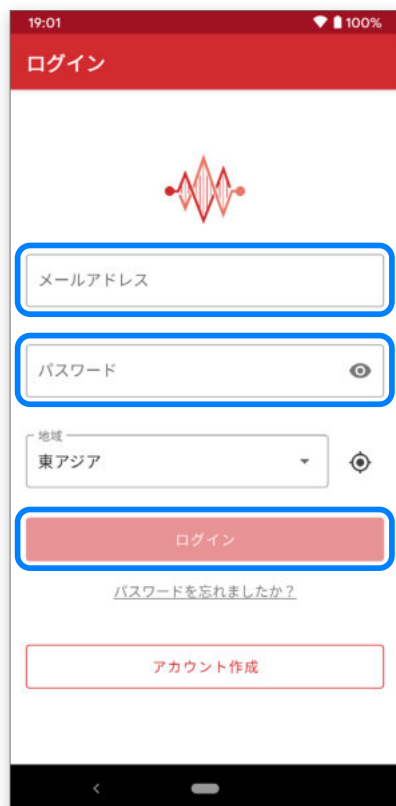 19:01 100%
ログイン
メールアドレス
パスワード
地域
東アジア
ログイン
パスワードを忘れましたか？
アカウント作成